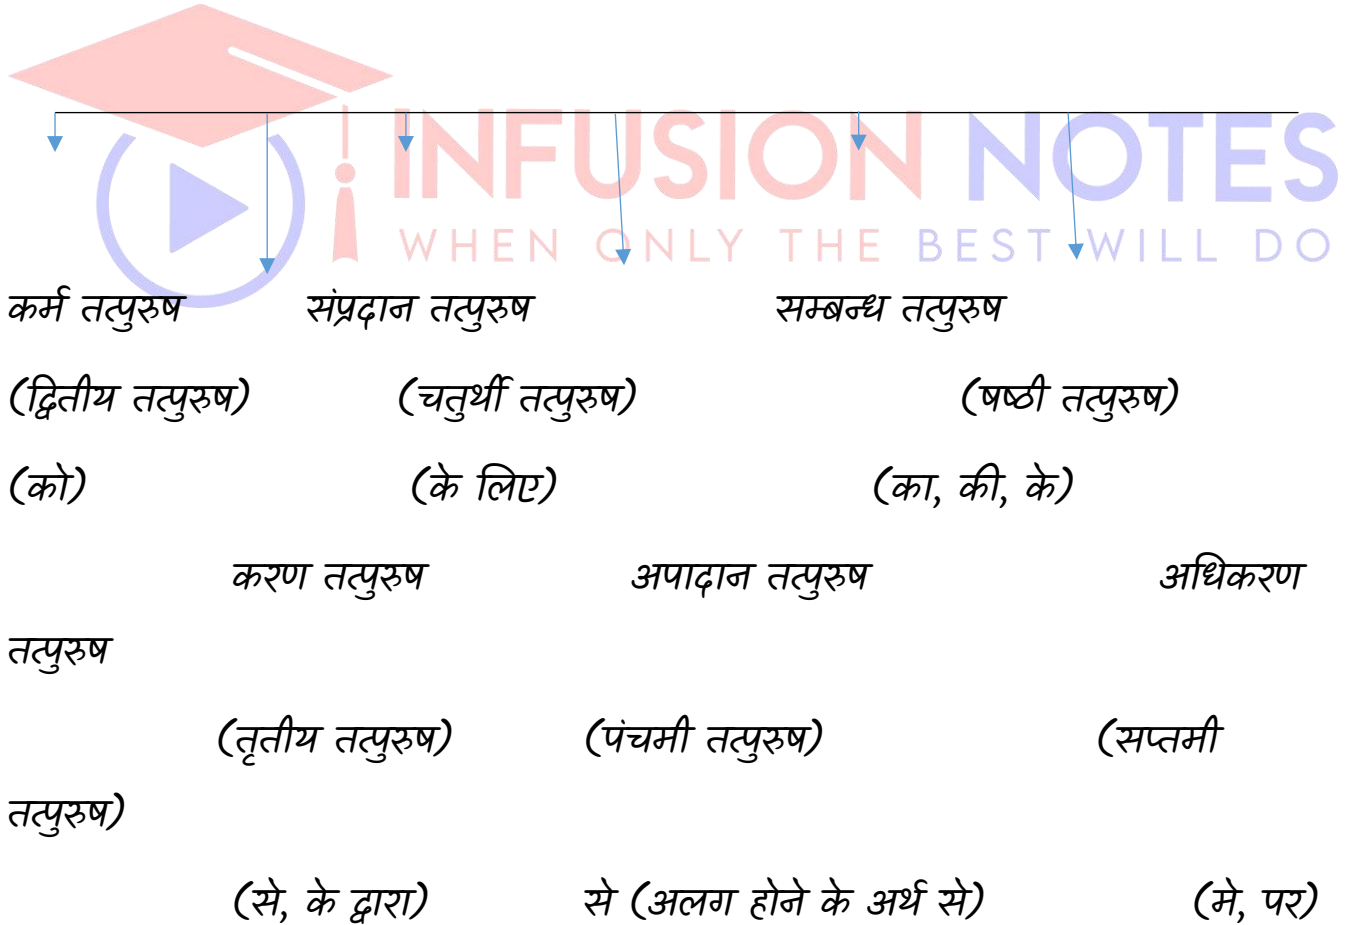 INFUSION NOTES
WHEN ONLY THE BEST WILL DO
कर्म तत्पुरुष संप्रदान तत्पुरुष सम्बन्ध तत्पुरुष
(द्वितीय तत्पुरुष) (चतुर्थी तत्पुरुष) (षष्ठी तत्पुरुष)
(को) (के लिए) (का, की, के)
करण तत्पुरुष अपादान तत्पुरुष अधिकरण
तत्पुरुष
(तृतीय तत्पुरुष) (पंचमी तत्पुरुष) (सप्तमी
तत्पुरुष)
(से, के द्वारा) से (अलग होने के अर्थ से) (मे, पर)